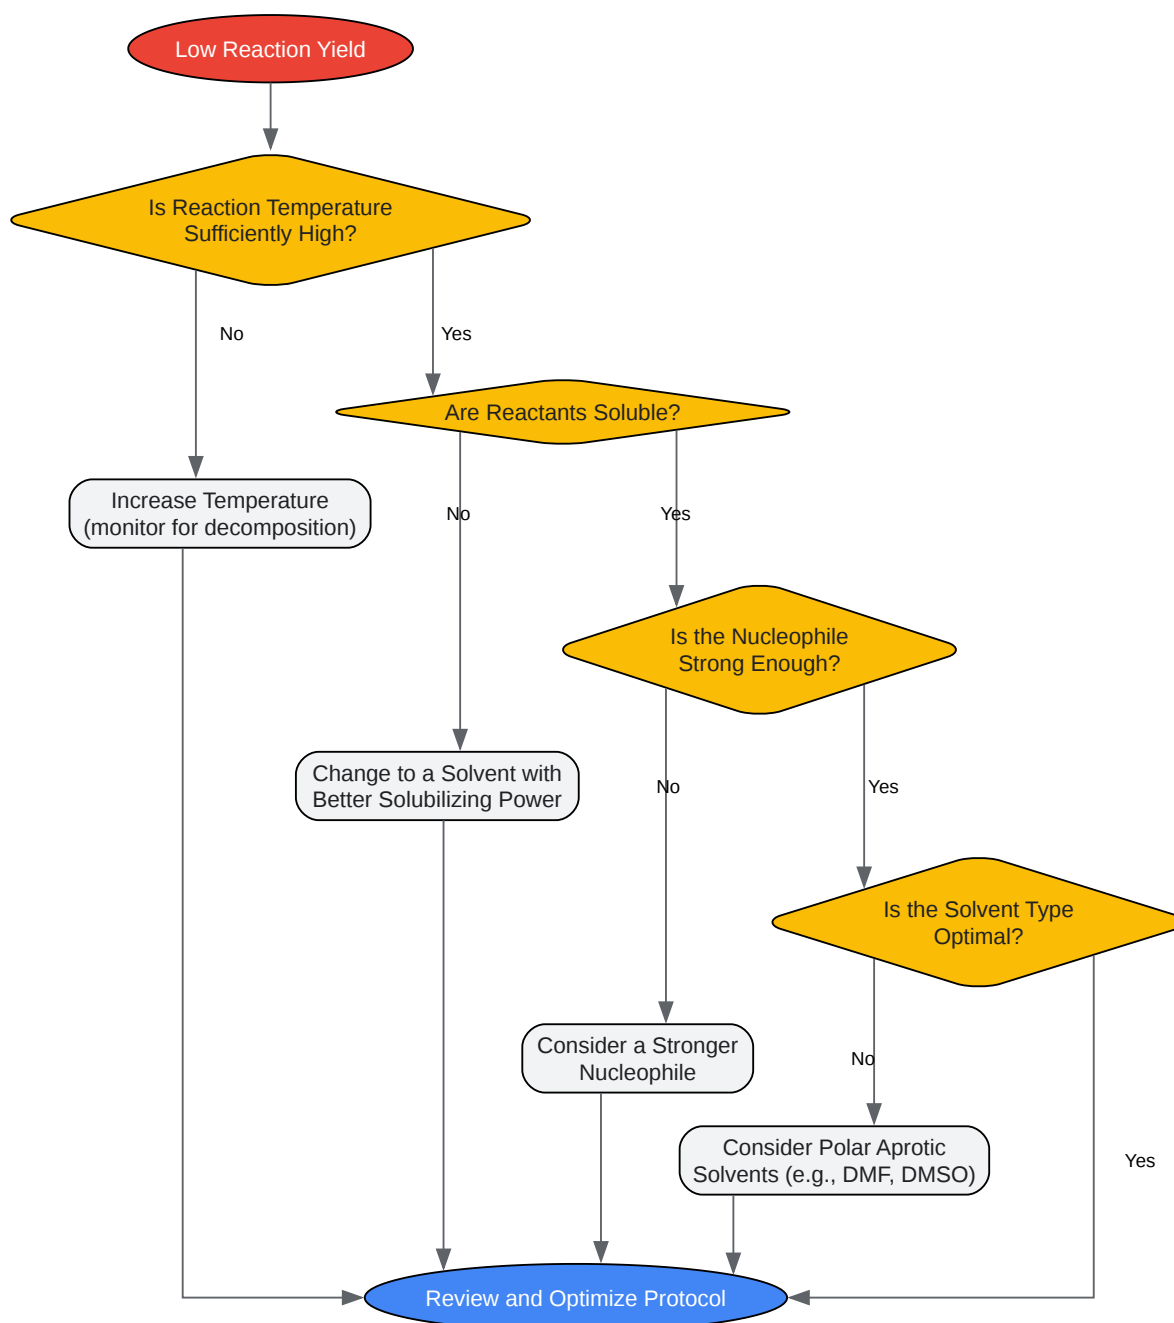 Low Reaction Yield
Is Reaction Temperature
Sufficiently High?
No
Yes
Are Reactants Soluble?
Increase Temperature
(monitor for decomposition)
No
Yes
Is the Nucleophile
Strong Enough?
Change to a Solvent with
Better Solubilizing Power
No
Yes
Is the Solvent Type
Optimal?
Consider a Stronger
Nucleophile
No
Consider Polar Aprotic
Solvents (e.g., DMF, DMSO)
Yes
Review and Optimize Protocol